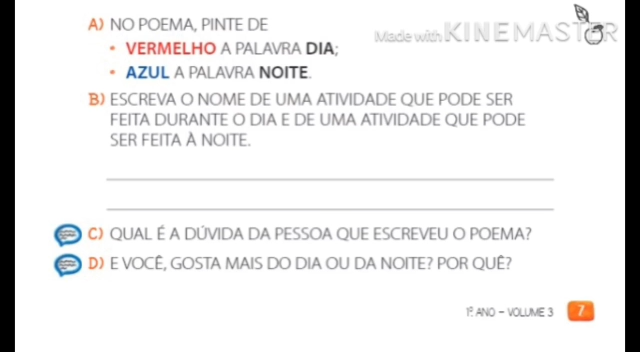 Made with KINEMASTER
A) NO POEMA, PINTE DE
• VERMELHO A PALAVRA DIA;
• AZUL A PALAVRA NOITE.
B) ESCREVA O NOME DE UMA ATIVIDADE QUE PODE SER
FEITA DURANTE O DIA E DE UMA ATIVIDADE QUE PODE
SER FEITA À NOITE.
C) QUAL É A DÚVIDA DA PESSOA QUE ESCREVEU O POEMA?
D) E VOCÊ, GOSTA MAIS DO DIA OU DA NOITE? POR QUÊ?
1º. ANO – VOLUME 3 7